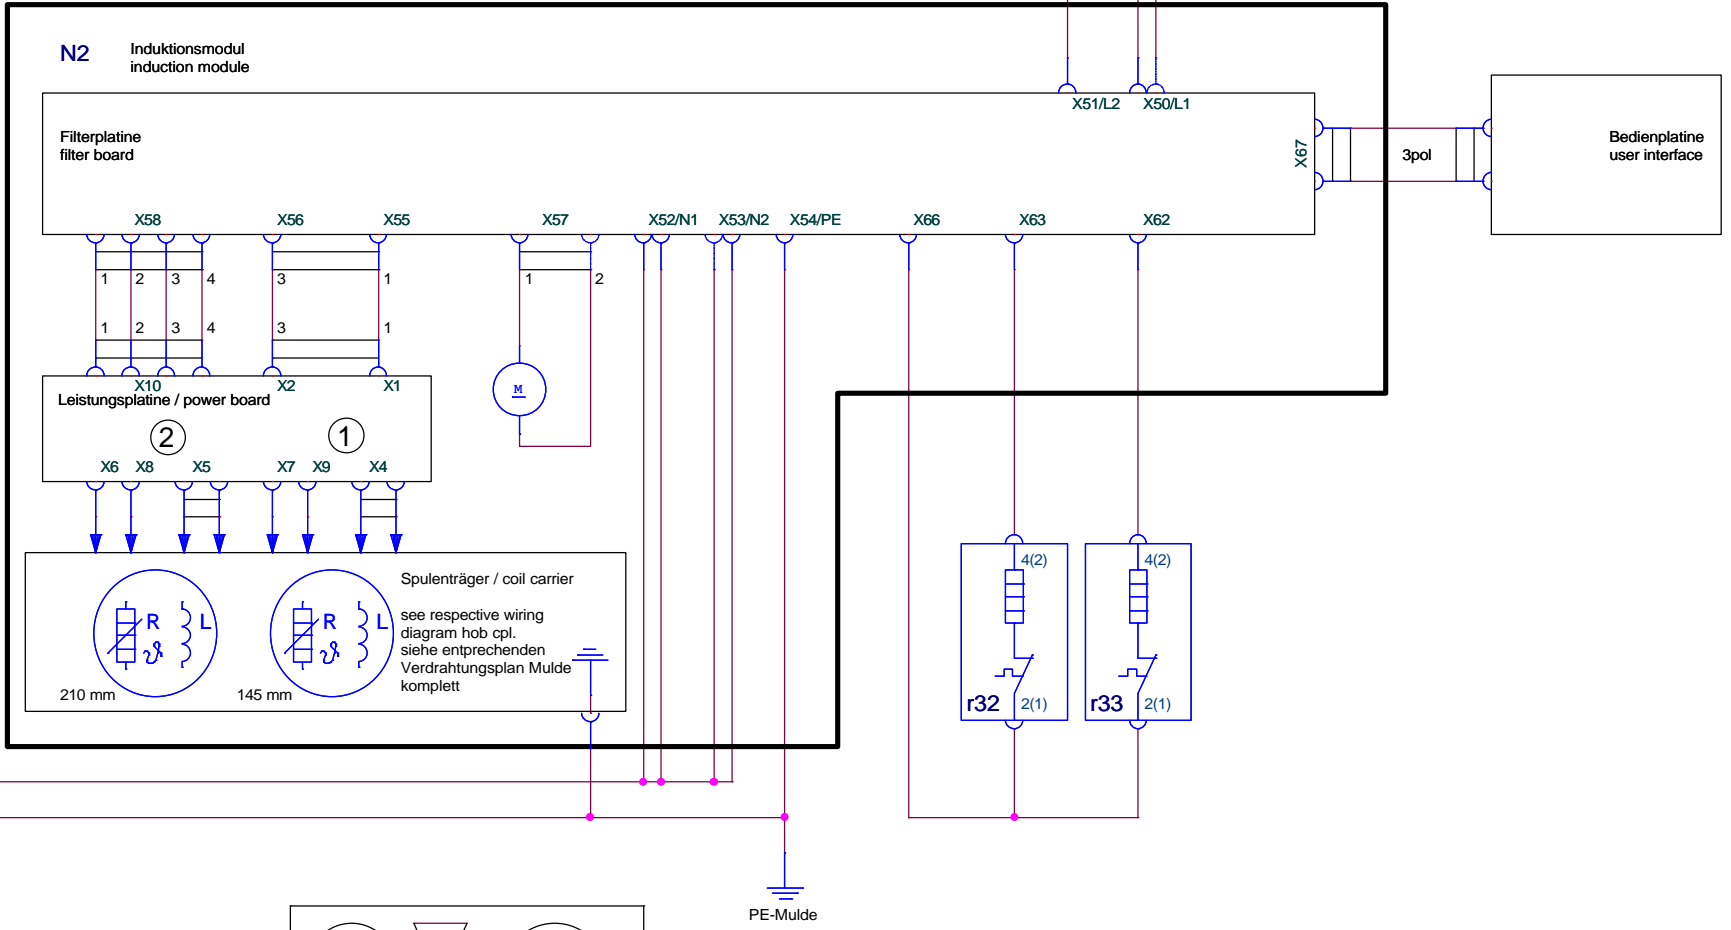 N2
Induktionsmodul
induction module
X51/L2 X50/L1
Filterplatine
filter board
X67
3pol
Bedienplatine
user interface
X58 X56 X55 X57 X52/N1 X53/N2 X54/PE X66 X63 X62
1 2 3 4 3 1 1 2
1 2 3 4 3 1
X10 X2 X1
Leistungsplatine / power board
M
2 1
X6 X8 X5 X7 X9 X4
Spulenträger / coil carrier
see respective wiring
diagram hob cpl.
siehe entprechenden
Verdrahtungsplan Mulde
komplett
R L R L
ϑ ϑ
210 mm 145 mm
4(2) 4(2)
r32 2(1) r33 2(1)
PE-Mulde